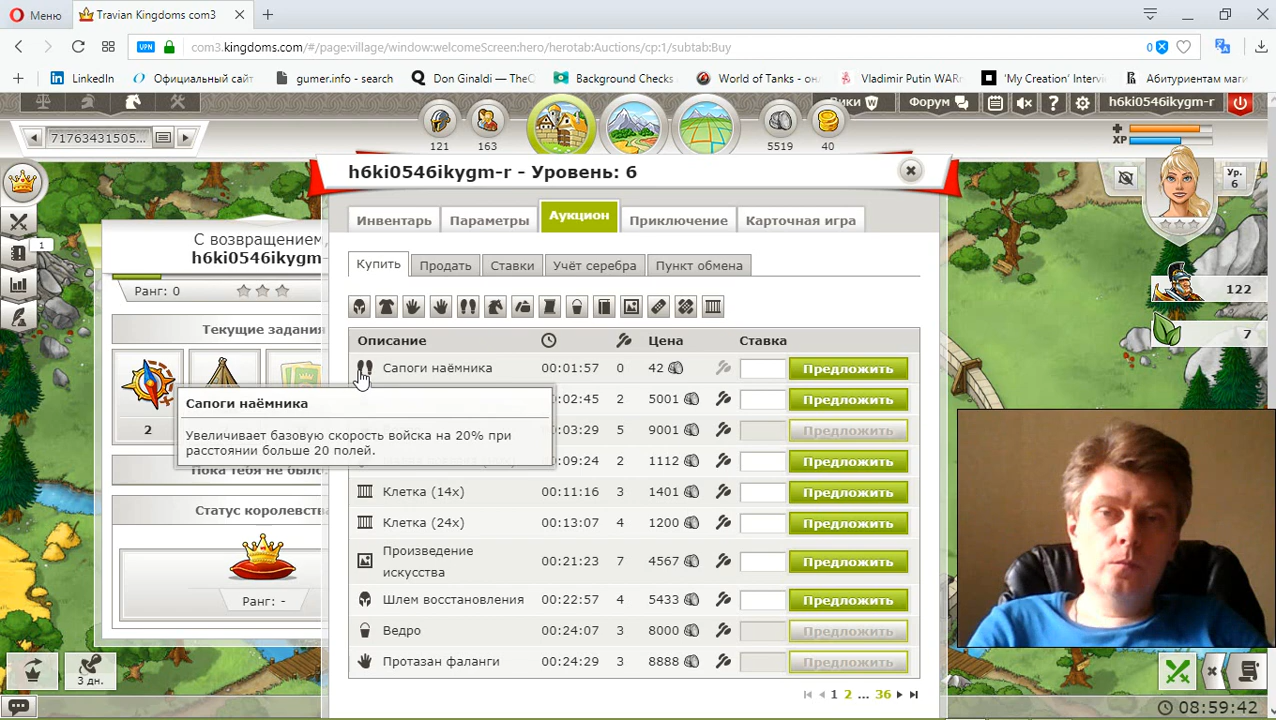 Меню
Travian Kingdoms com3
VPN
com3.kingdoms.com/#/page:village/window:welcomeScreen:hero/herotab:Auctions/cp:1/subtab:Buy
0
LinkedIn
Официальный сайт
gumer.info - search
Don Ginaldi — TheC
Background Checks
World of Tanks - он
Vladimir Putin WAR
'My Creation' Interv
Абитуриентам маги
ики
Форум
h6ki0546ikygm-r
71763431505...
121
163
5519
40
XP
Ур.
6
h6ki0546ikygm-r - Уровень: 6
Инвентарь
Параметры
Аукцион
Приключение
Карточная игра
Купить
Продать
Ставки
Учёт серебра
Пункт обмена
1
С возвращением,
h6ki0546ikygm-
Ранг: 0
Текущие задания
2
Пока тебя не было
Статус королевства
Ранг: -
Описание
Цена
Ставка
Сапоги наёмника 00:01:57 0 42 Предложить
Сапоги наёмника
Увеличивает базовую скорость войска на 20% при
расстоянии больше 20 полей.
:02:45 2 5001 Предложить
:03:29 5 9001 Предложить
:09:24 2 1112 Предложить
Клетка (14x) 00:11:16 3 1401 Предложить
Клетка (24x) 00:13:07 4 1200 Предложить
Произведение
искусства 00:21:23 7 4567 Предложить
Шлем восстановления 00:22:57 4 5433 Предложить
Ведро 00:24:07 3 8000 Предложить
Протазан фаланги 00:24:29 3 8888 Предложить
1 2 ... 36
122
7
3 дн.
08:59:42